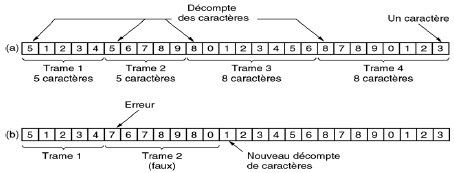 Décompte
des caractères
Un caractère
(a) 5 1 2 3 4 5 6 7 8 9 8 0 1 2 3 4 5 6 8 7 8 9 0 1 2 3
Trame 1 Trame 2 Trame 3 Trame 4
5 caractères 5 caractères 8 caractères 8 caractères
Erreur
(b) 5 1 2 3 4 7 6 7 8 9 8 0 1 2 3 4 5 6 8 7 8 9 0 1 2 3
Trame 1 Trame 2
(faux)
Nouveau décompte
de caractères